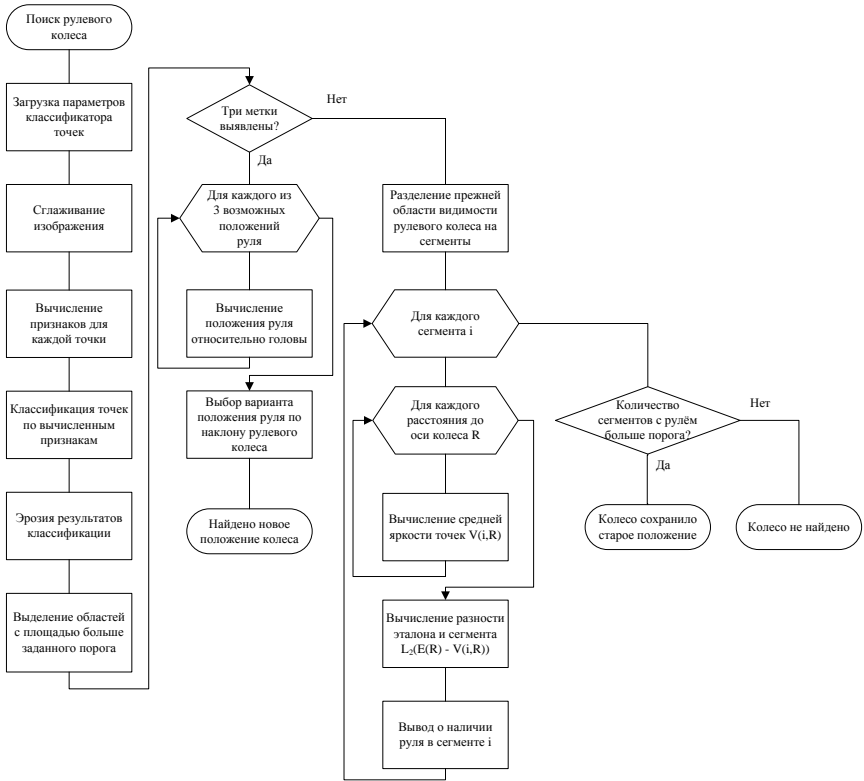 Поиск рулевого
колеса
Загрузка параметров
классификатора
точек
Сглаживание
изображения
Вычисление
признаков для
каждой точки
Классификация точек
по вычисленным
признакам
Эрозия результатов
классификации
Выделение областей
с площадью больше
заданного порога
Три метки
выявлены?
Нет
Да
Для каждого из
3 возможных
положений
руля
Вычисление
положения руля
относительно головы
Выбор варианта
положения руля по
наклону рулевого
колеса
Найдено новое
положение колеса
Разделение прежней
области видимости
рулевого колеса на
сегменты
Для каждого
сегмента i
Для каждого
расстояния до
оси колеса R
Вычисление средней
яркости точек V(i,R)
Вычисление разности
эталона и сегмента
L₂(E(R) - V(i,R))
Вывод о наличии
руля в сегменте i
Количество
сегментов с рулём
больше порога?
Нет
Да
Колесо сохранило
старое положение
Колесо не найдено